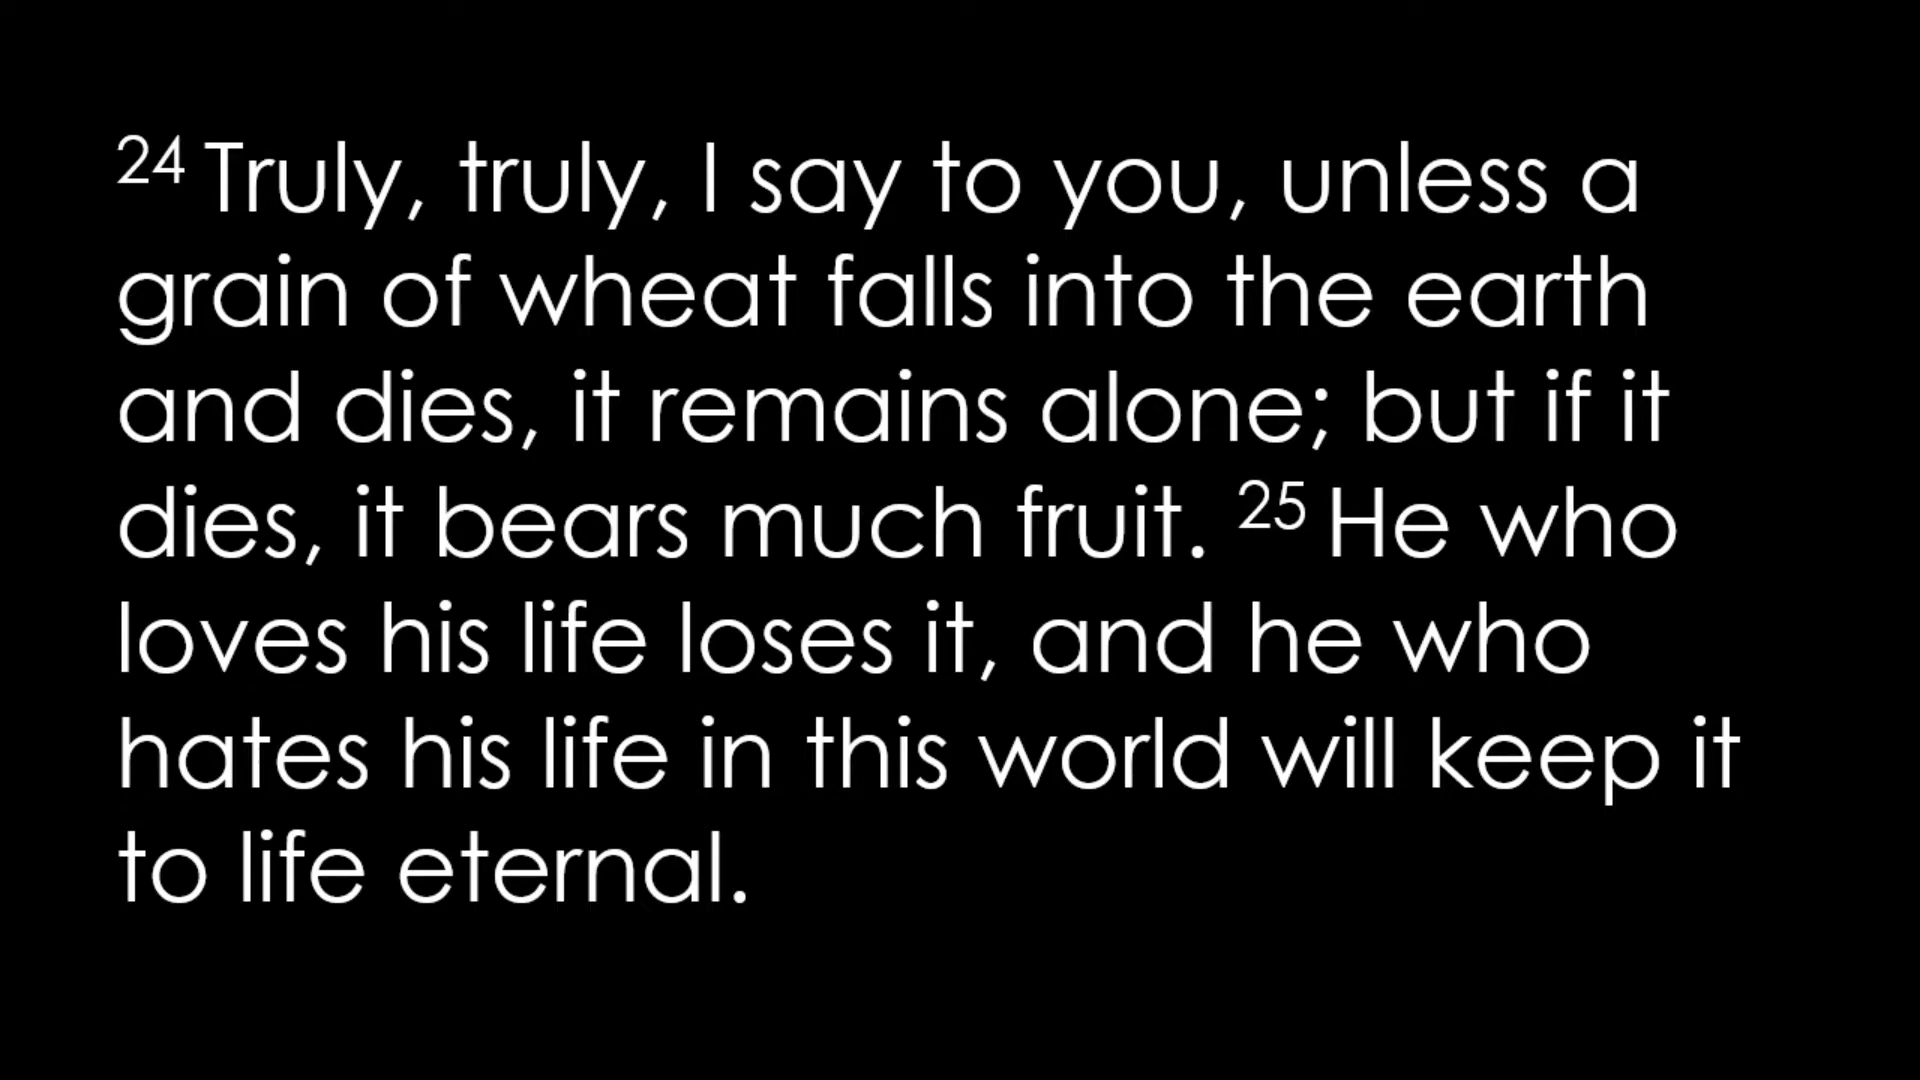 24 Truly, truly, I say to you, unless a
grain of wheat falls into the earth
and dies, it remains alone; but if it
dies, it bears much fruit. 25 He who
loves his life loses it, and he who
hates his life in this world will keep it
to life eternal.